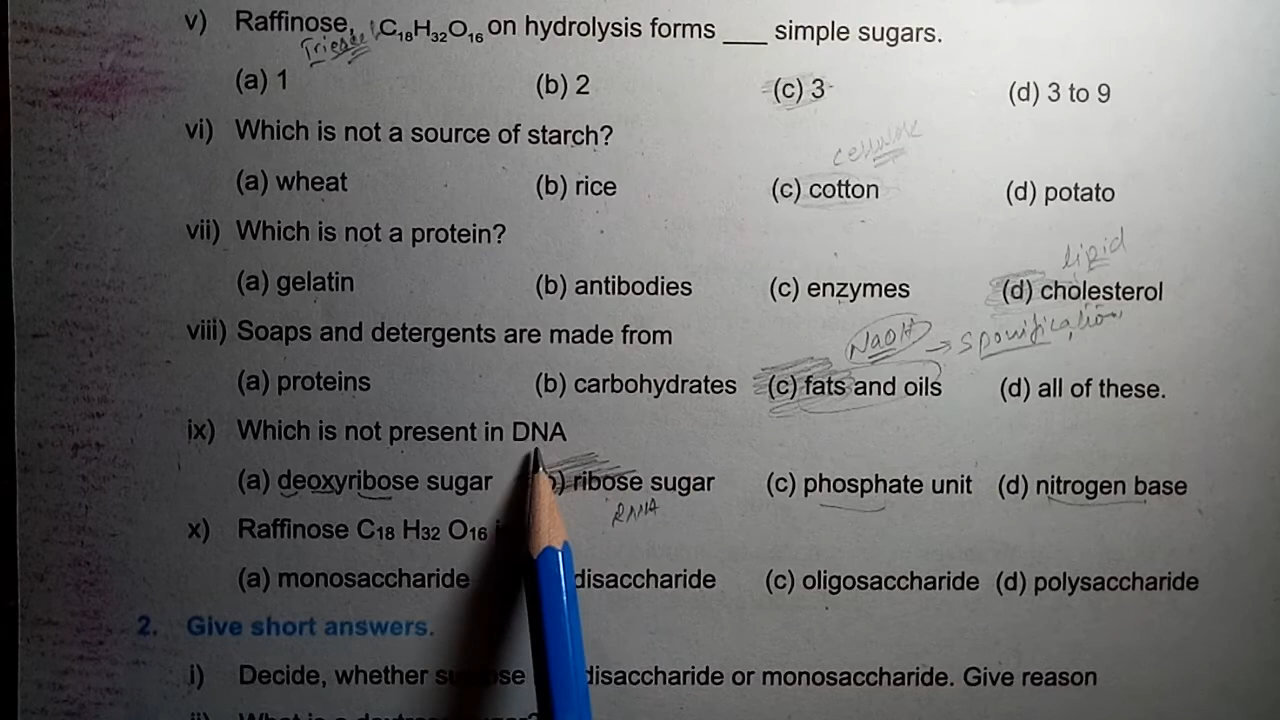 v) Raffinose, C18H32O16 on hydrolysis forms ___ simple sugars.
(a) 1 (b) 2 (c) 3 (d) 3 to 9
vi) Which is not a source of starch?
cellulose
(a) wheat (b) rice (c) cotton (d) potato
vii) Which is not a protein?
lipid
(a) gelatin (b) antibodies (c) enzymes (d) cholesterol
viii) Soaps and detergents are made from
NaOH → sponification
(a) proteins (b) carbohydrates (c) fats and oils (d) all of these.
ix) Which is not present in DNA
(a) deoxyribose sugar ) ribose sugar (c) phosphate unit (d) nitrogen base
RNA
x) Raffinose C18 H32 O16
(a) monosaccharide disaccharide (c) oligosaccharide (d) polysaccharide
2. Give short answers.
i) Decide, whether disaccharide or monosaccharide. Give reason